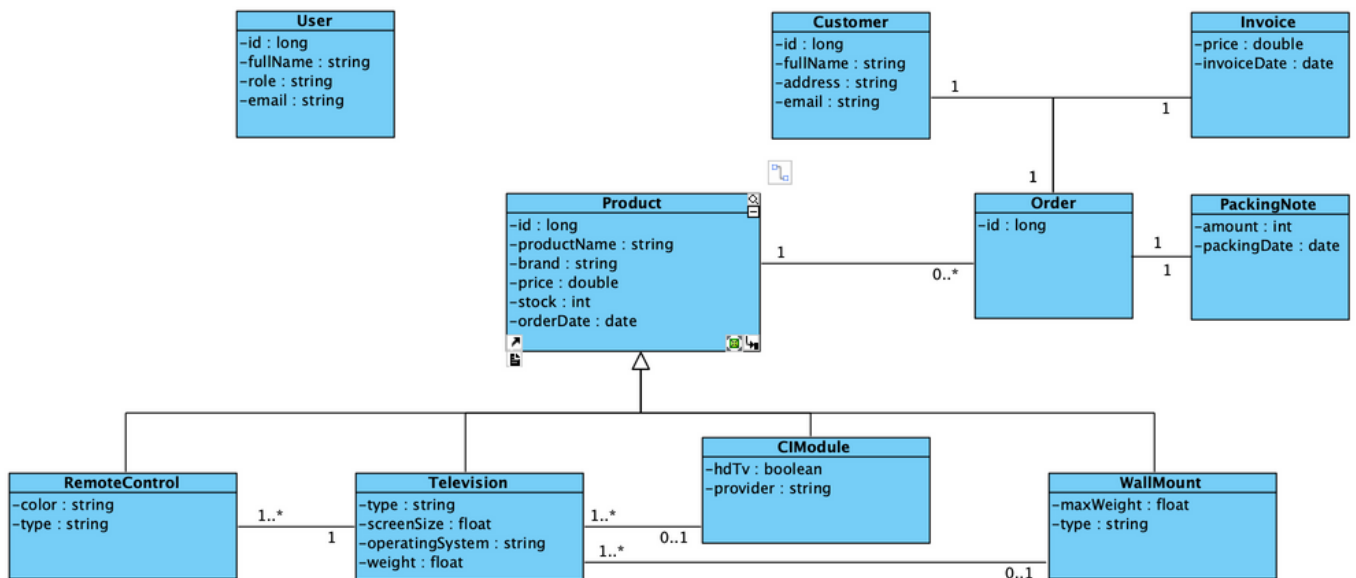 User
-id : long
-fullName : string
-role : string
-email : string
Customer
-id : long
-fullName : string
-address : string
-email : string
Invoice
-price : double
-invoiceDate : date
1
1
1
Product
-id : long
-productName : string
-brand : string
-price : double
-stock : int
-orderDate : date
1
0..*
Order
-id : long
1
1
PackingNote
-amount : int
-packingDate : date
RemoteControl
-color : string
-type : string
1..*
1
Television
-type : string
-screenSize : float
-operatingSystem : string
-weight : float
1..*
0..1
1..*
0..1
CIModule
-hdTv : boolean
-provider : string
WallMount
-maxWeight : float
-type : string